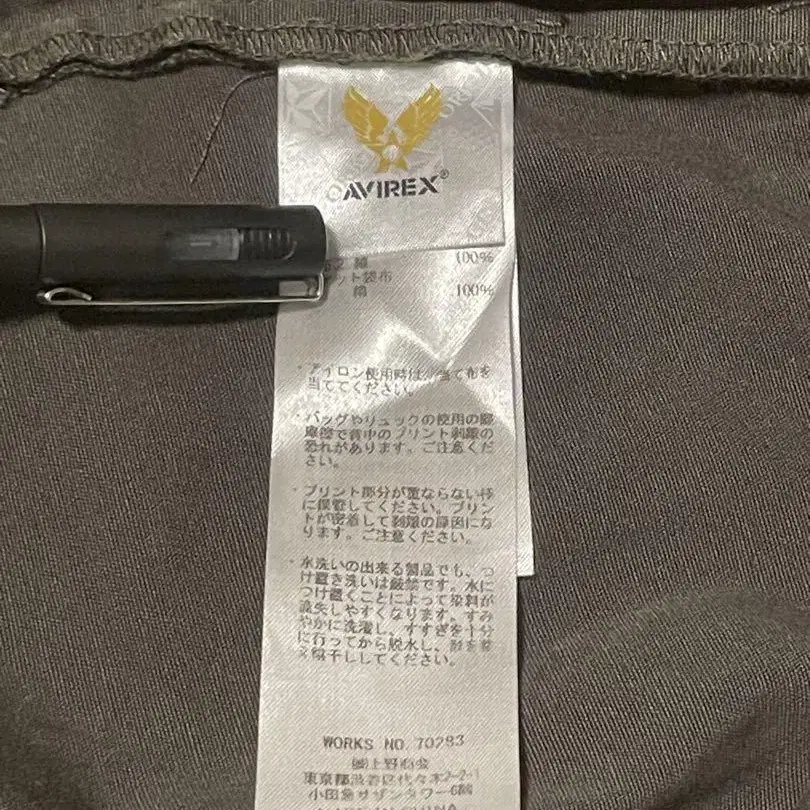 AVIREX®
綿 100%
ット袋布
綿 100%
・アイロン使用時は、当て布を
当ててください。
・バッグやリュックの使用の際
摩擦で背中のプリント剥離の
恐れがあります。ご注意くだ
さい。
・プリント部分が重ならない様
に保管してください。プリン
トが密着して剥離の原因にな
ります。ご注意ください。
・水洗いの出来る製品でも、つ
け置き洗いは厳禁です。水に
つけ置くことによって染料が
流失しやすくなります。すみ
やかに洗濯し、すすぎを十分
に行ってから脱水し、形を整
え陰干ししてください。
WORKS NO. 70283
㈱上野商会
東京都渋谷区代々木2-2-1
小田急サザンタワー6階